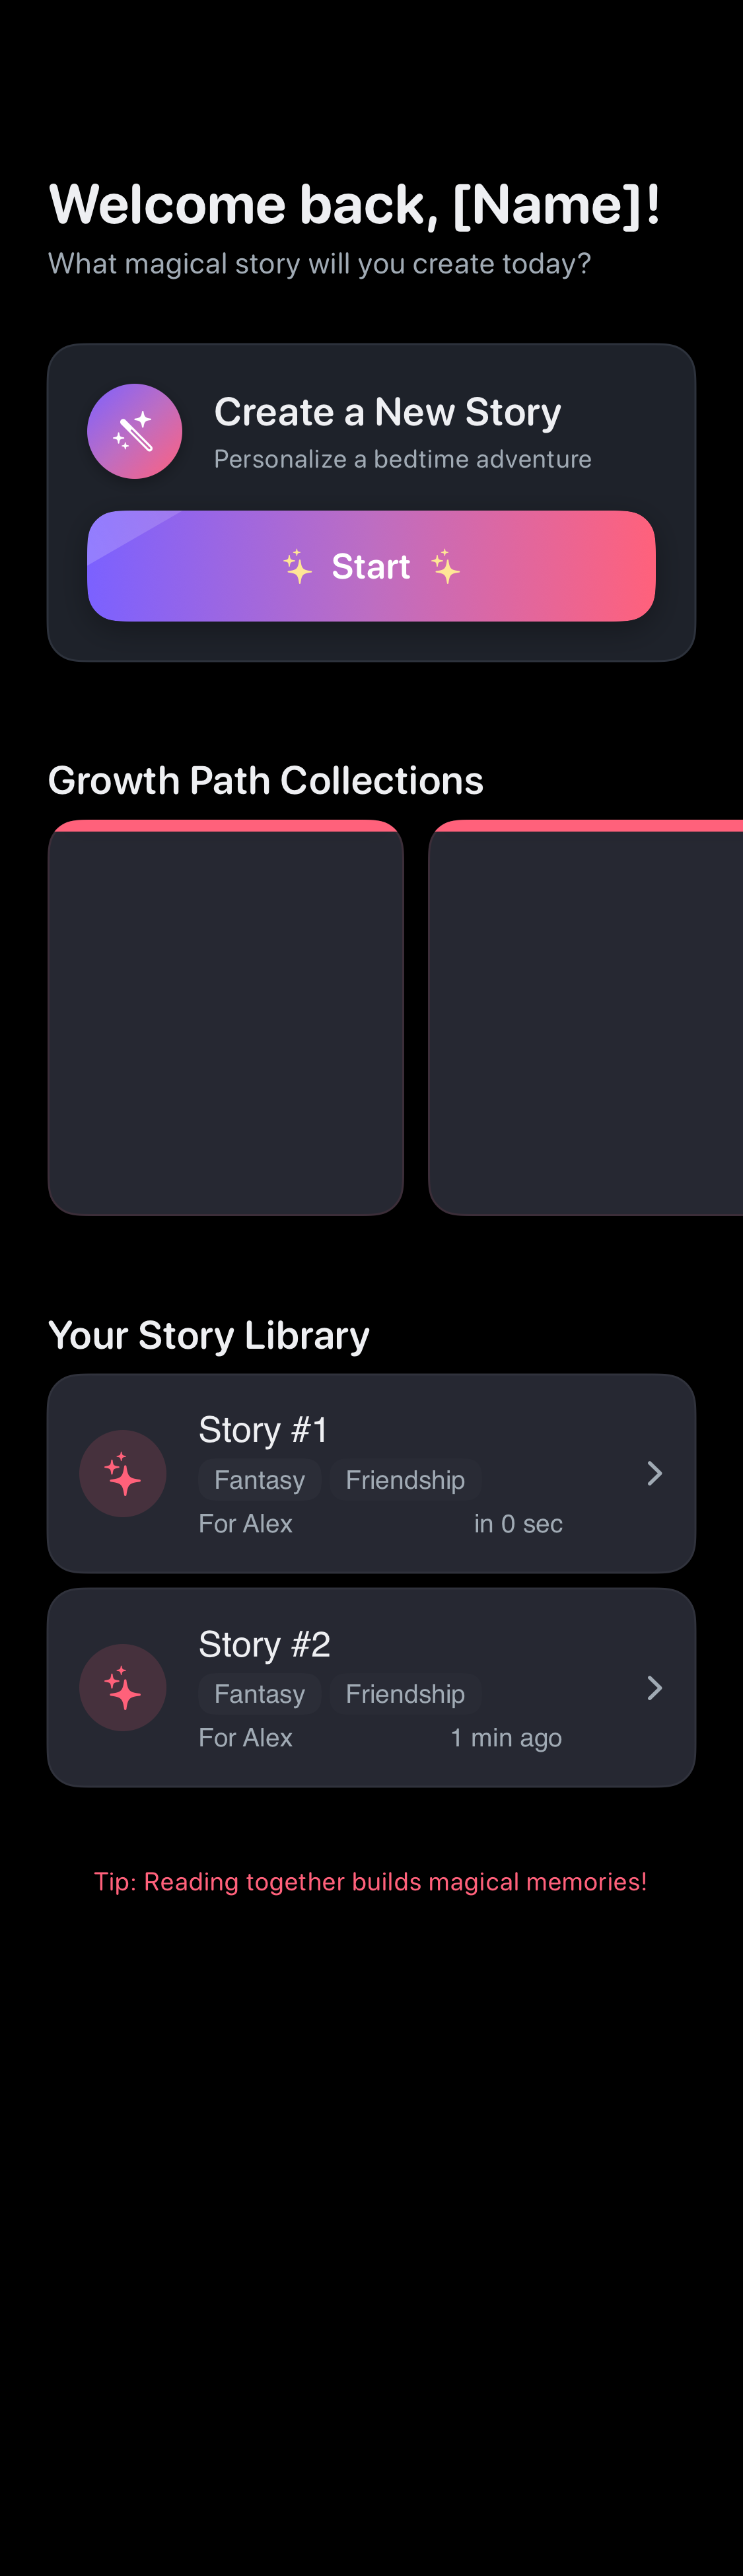 Welcome back, [Name]!
What magical story will you create today?
Create a New Story
Personalize a bedtime adventure
Start
Growth Path Collections
Your Story Library
Story #1
Fantasy Friendship
For Alex in 0 sec
Story #2
Fantasy Friendship
For Alex 1 min ago
Tip: Reading together builds magical memories!